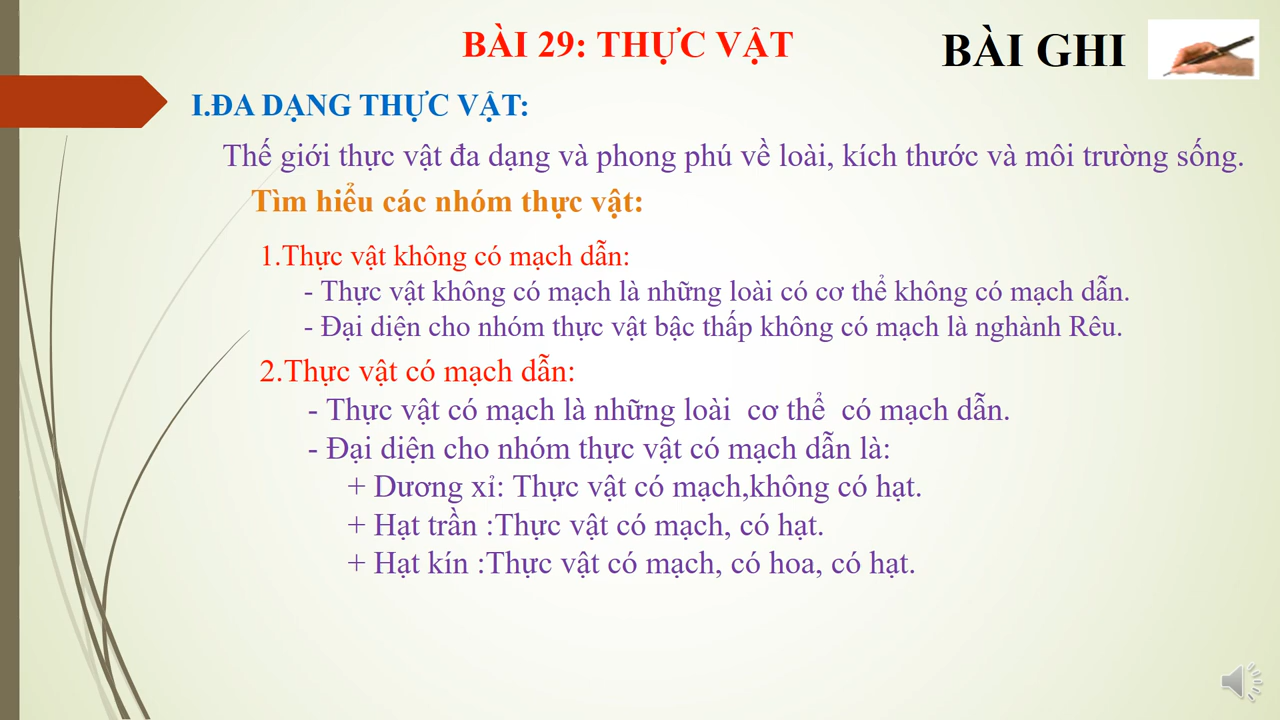 BÀI 29: THỰC VẬT
BÀI GHI
I.ĐA DẠNG THỰC VẬT:
Thế giới thực vật đa dạng và phong phú về loài, kích thước và môi trường sống.
Tìm hiểu các nhóm thực vật:
1.Thực vật không có mạch dẫn:
- Thực vật không có mạch là những loài có cơ thể không có mạch dẫn.
- Đại diện cho nhóm thực vật bậc thấp không có mạch là nghành Rêu.
2.Thực vật có mạch dẫn:
- Thực vật có mạch là những loài  cơ thể  có mạch dẫn.
- Đại diện cho nhóm thực vật có mạch dẫn là:
+ Dương xỉ: Thực vật có mạch,không có hạt.
+ Hạt trần :Thực vật có mạch, có hạt.
+ Hạt kín :Thực vật có mạch, có hoa, có hạt.